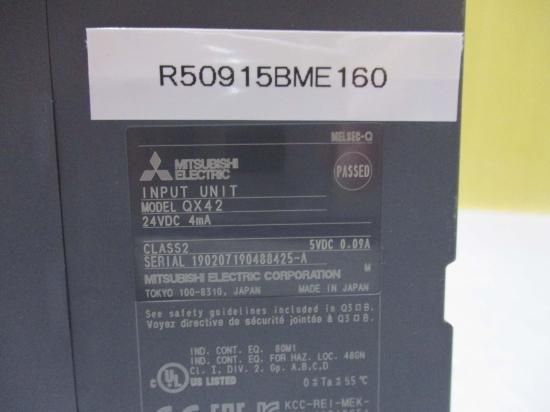 R50915BME160
MELSEC-Q
MITSUBISHI
ELECTRIC
PASSED
INPUT UNIT
MODEL QX42
24VDC 4mA
CLASS2 5VDC 0.09A
SERIAL 190207190488425-A
MITSUBISHI ELECTRIC CORPORATION M
TOKYO 100-8310, JAPAN MADE IN JAPAN
See safety guidelines included in Q3□B.
Voyez directive de sécurité jointée à Q3□B.
IND. CONT. EQ. 80M1
IND. CONT. EQ. FOR HAZ. LOC. 48GN
Cl. I, DIV. 2, Gp. A,B,C,D
UL US LISTED 0≤Ta≤55℃
KCC-REI-MEK-